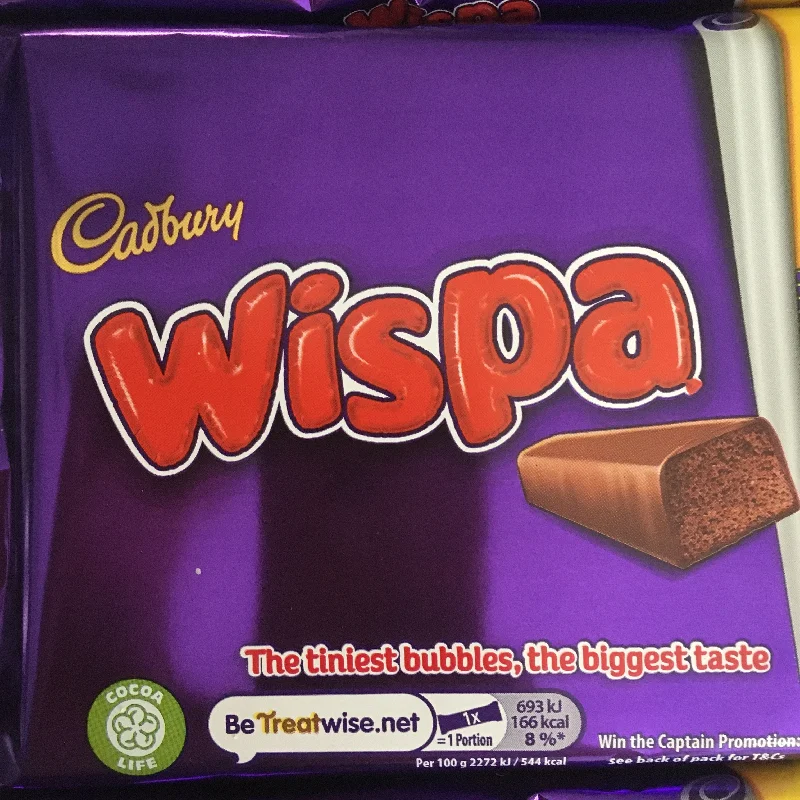 Wispa
Cadbury
Wispa
The tiniest bubbles, the biggest taste
COCOA
LIFE
Be Treatwise.net
1x
= 1 Portion
693 kJ
166 kcal
8 %*
Per 100 g 2272 kJ / 544 kcal
Win the Captain Promotion:
see back of pack for T&Cs